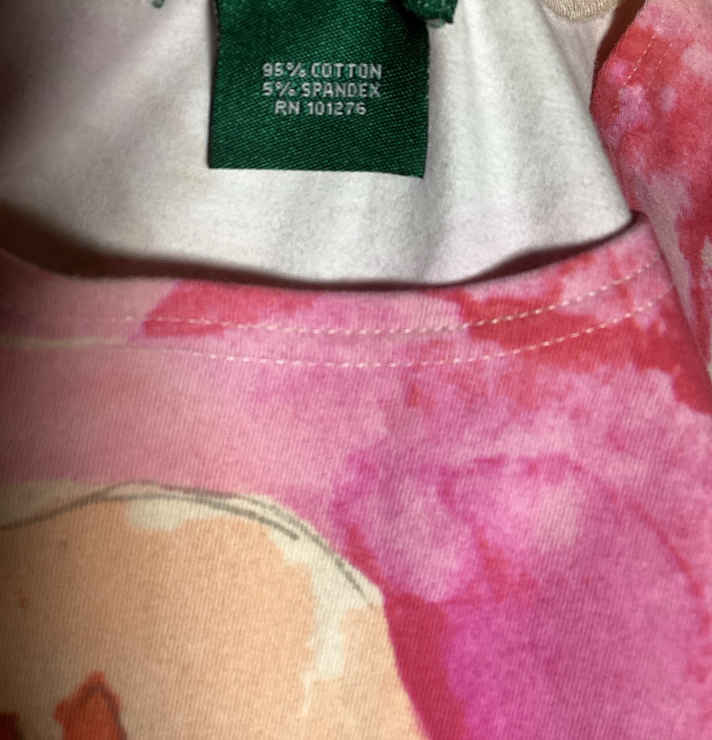 95% COTTON
5% SPANDEX
RN 101276